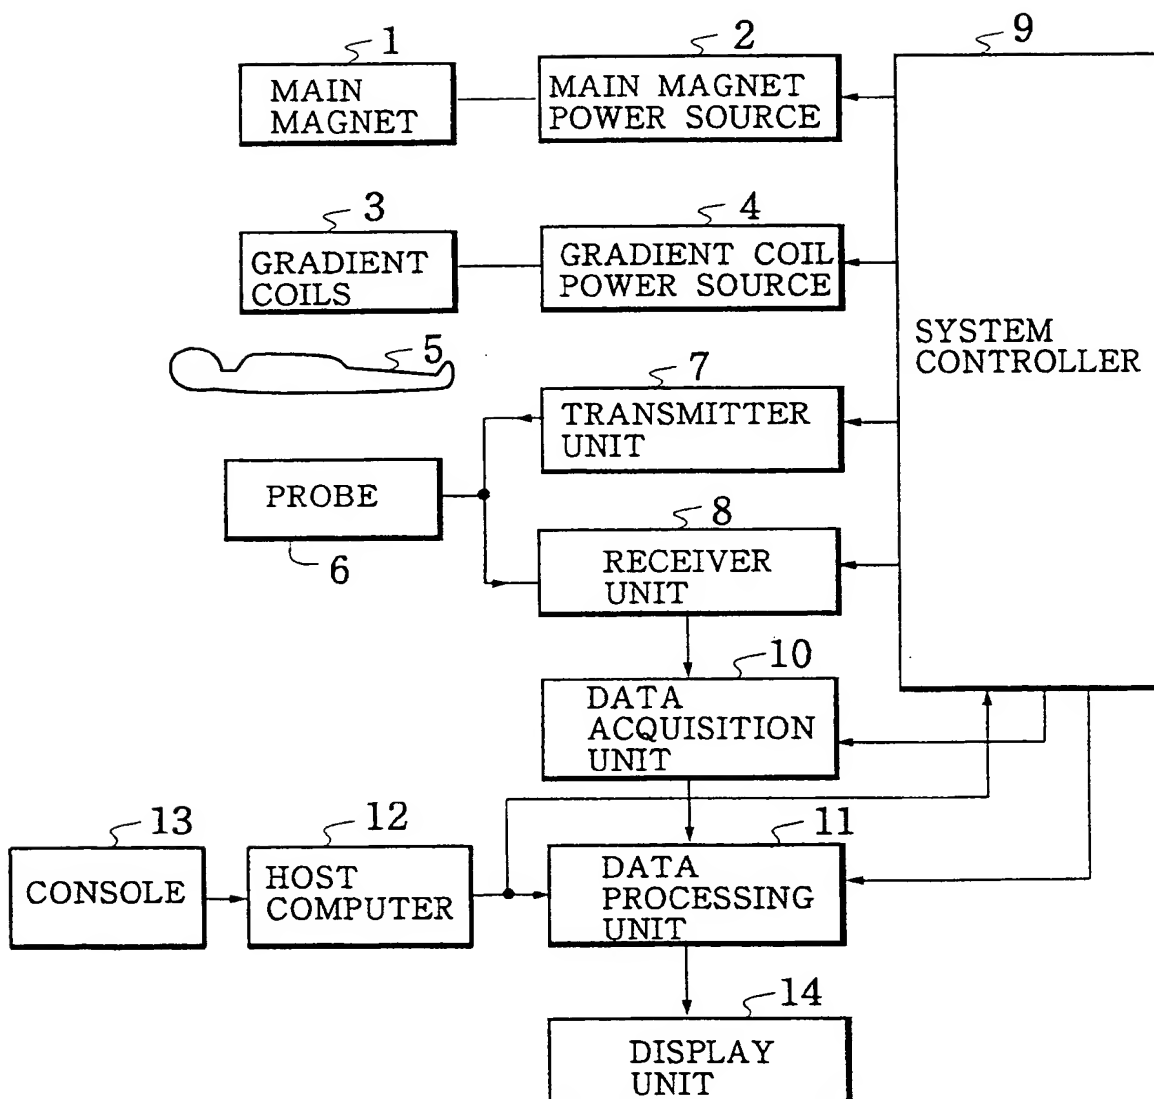 1
MAIN
MAGNET
2
MAIN MAGNET
POWER SOURCE
9
SYSTEM
CONTROLLER
3
GRADIENT
COILS
4
GRADIENT COIL
POWER SOURCE
5
7
TRANSMITTER
UNIT
PROBE
6
8
RECEIVER
UNIT
10
DATA
ACQUISITION
UNIT
13
CONSOLE
12
HOST
COMPUTER
11
DATA
PROCESSING
UNIT
14
DISPLAY
UNIT